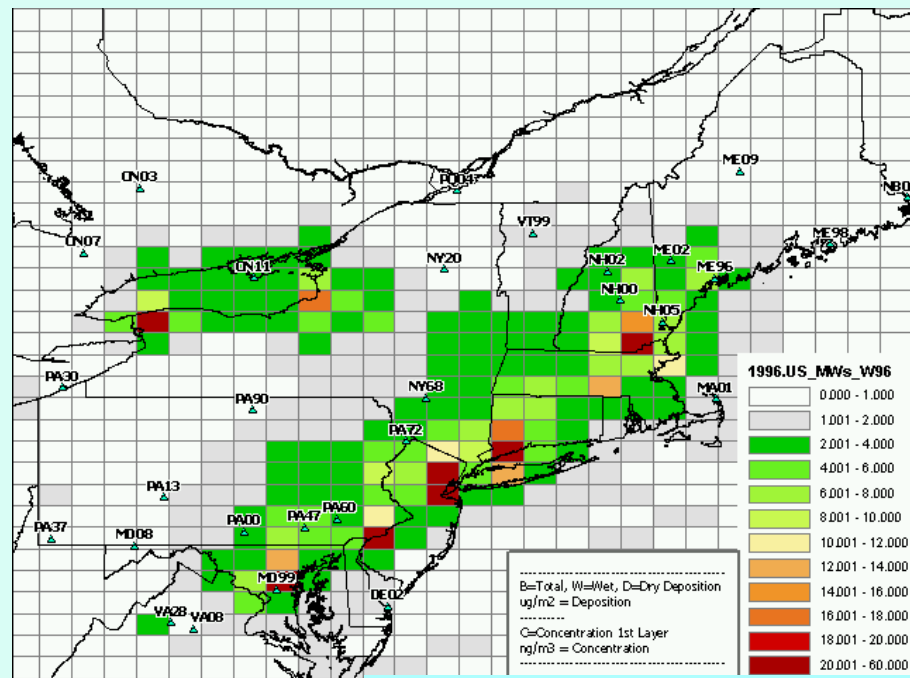 ME09
CN03
PQ04
NB0
VT99
CN07
ME98
ME02
NY20
NH02
CN11
ME96
NH00
NH05
1996.US_MWs_W96
PA30
NY68
MA01
0.000 - 1.000
PA90
1.001 - 2.000
PA72
2.001 - 4.000
4.001 - 6.000
PA13
6.001 - 8.000
PA60
8.001 - 10.000
PA37
PA00
PA47
MD08
10.001 - 12.000
12.001 - 14.000
MD99
B=Total, W=Wet, D=Dry Deposition
DE02
14.001 - 16.000
ug/m2 = Deposition
VA28
VA08
16.001 - 18.000
C=Concentration 1st Layer
18.001 - 20.000
ng/m3 = Concentration
20.001 - 60.000